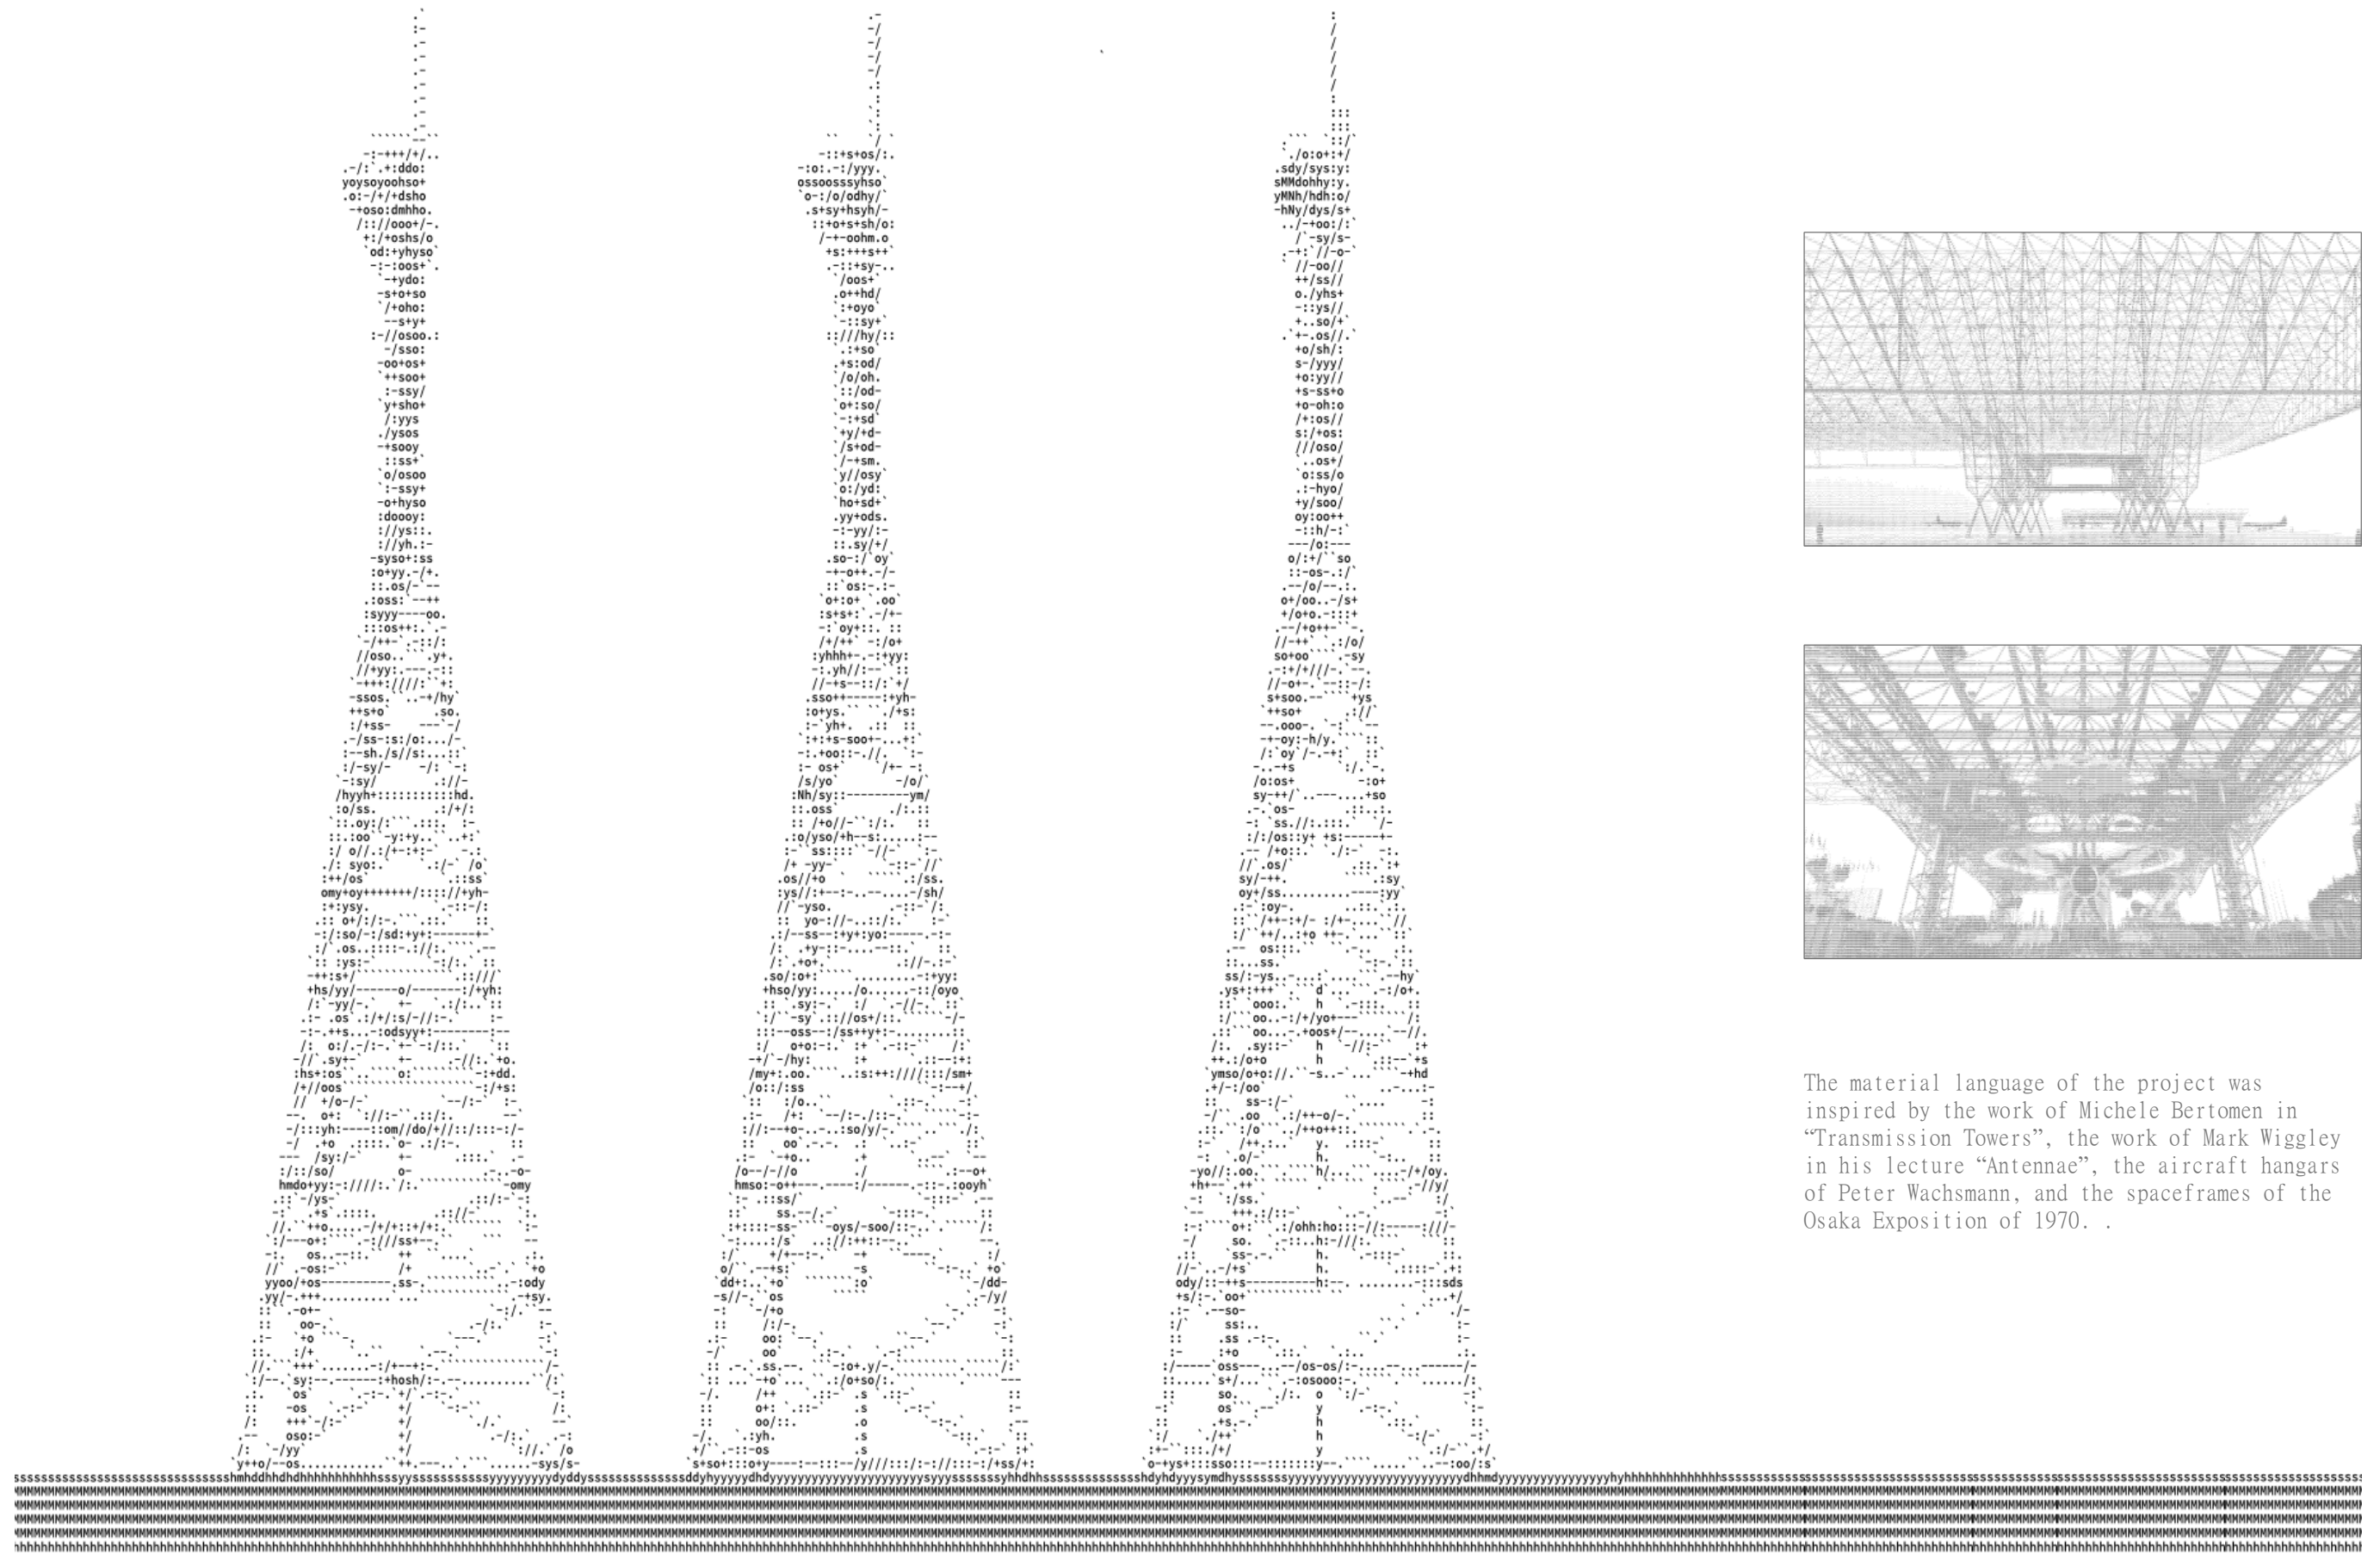 The material language of the project was
inspired by the work of Michele Bertomen in
“Transmission Towers”, the work of Mark Wiggley
in his lecture “Antennae”, the aircraft hangars
of Peter Wachsmann, and the spaceframes of the
Osaka Exposition of 1970. .